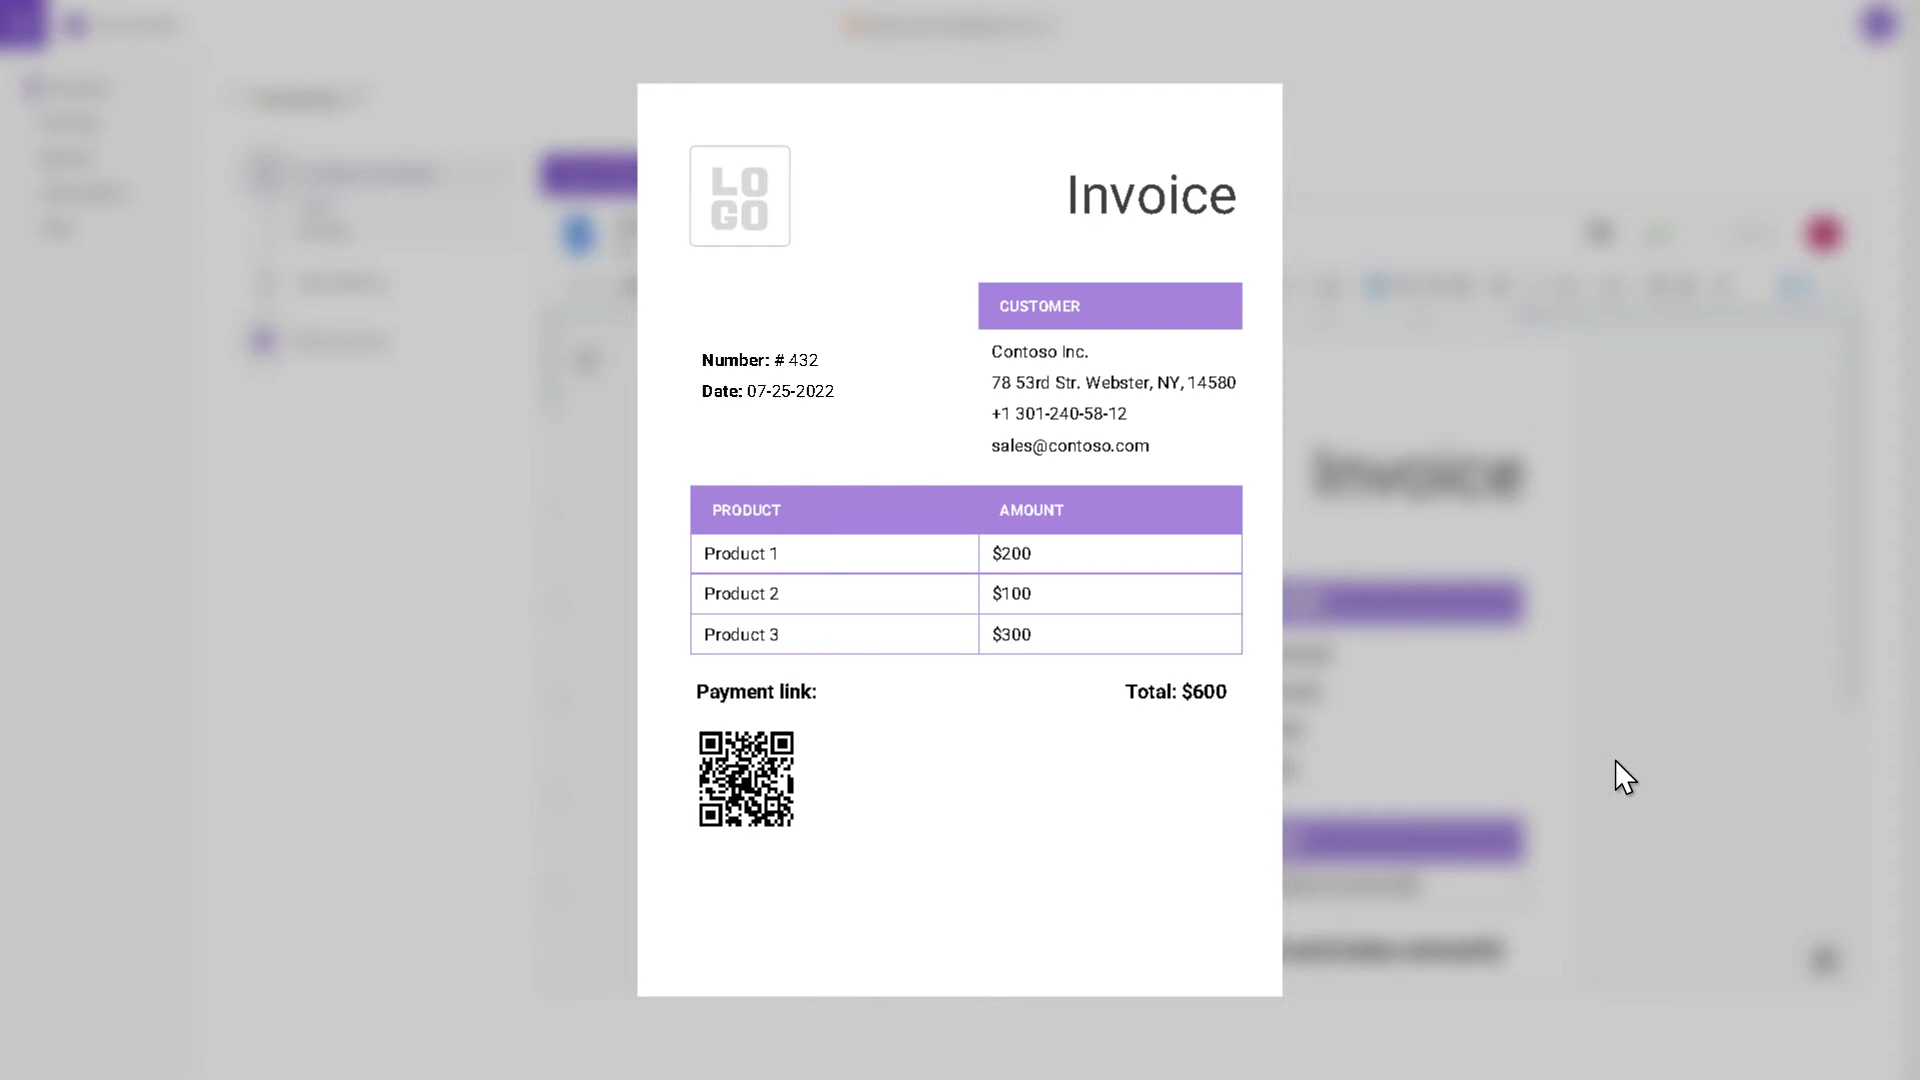 LO
GO
Invoice
CUSTOMER
Number: # 432
Date: 07-25-2022
Contoso Inc.
78 53rd Str. Webster, NY, 14580
+1 301-240-58-12
sales@contoso.com
PRODUCT AMOUNT
Product 1 $200
Product 2 $100
Product 3 $300
Payment link: Total: $600
Invoice